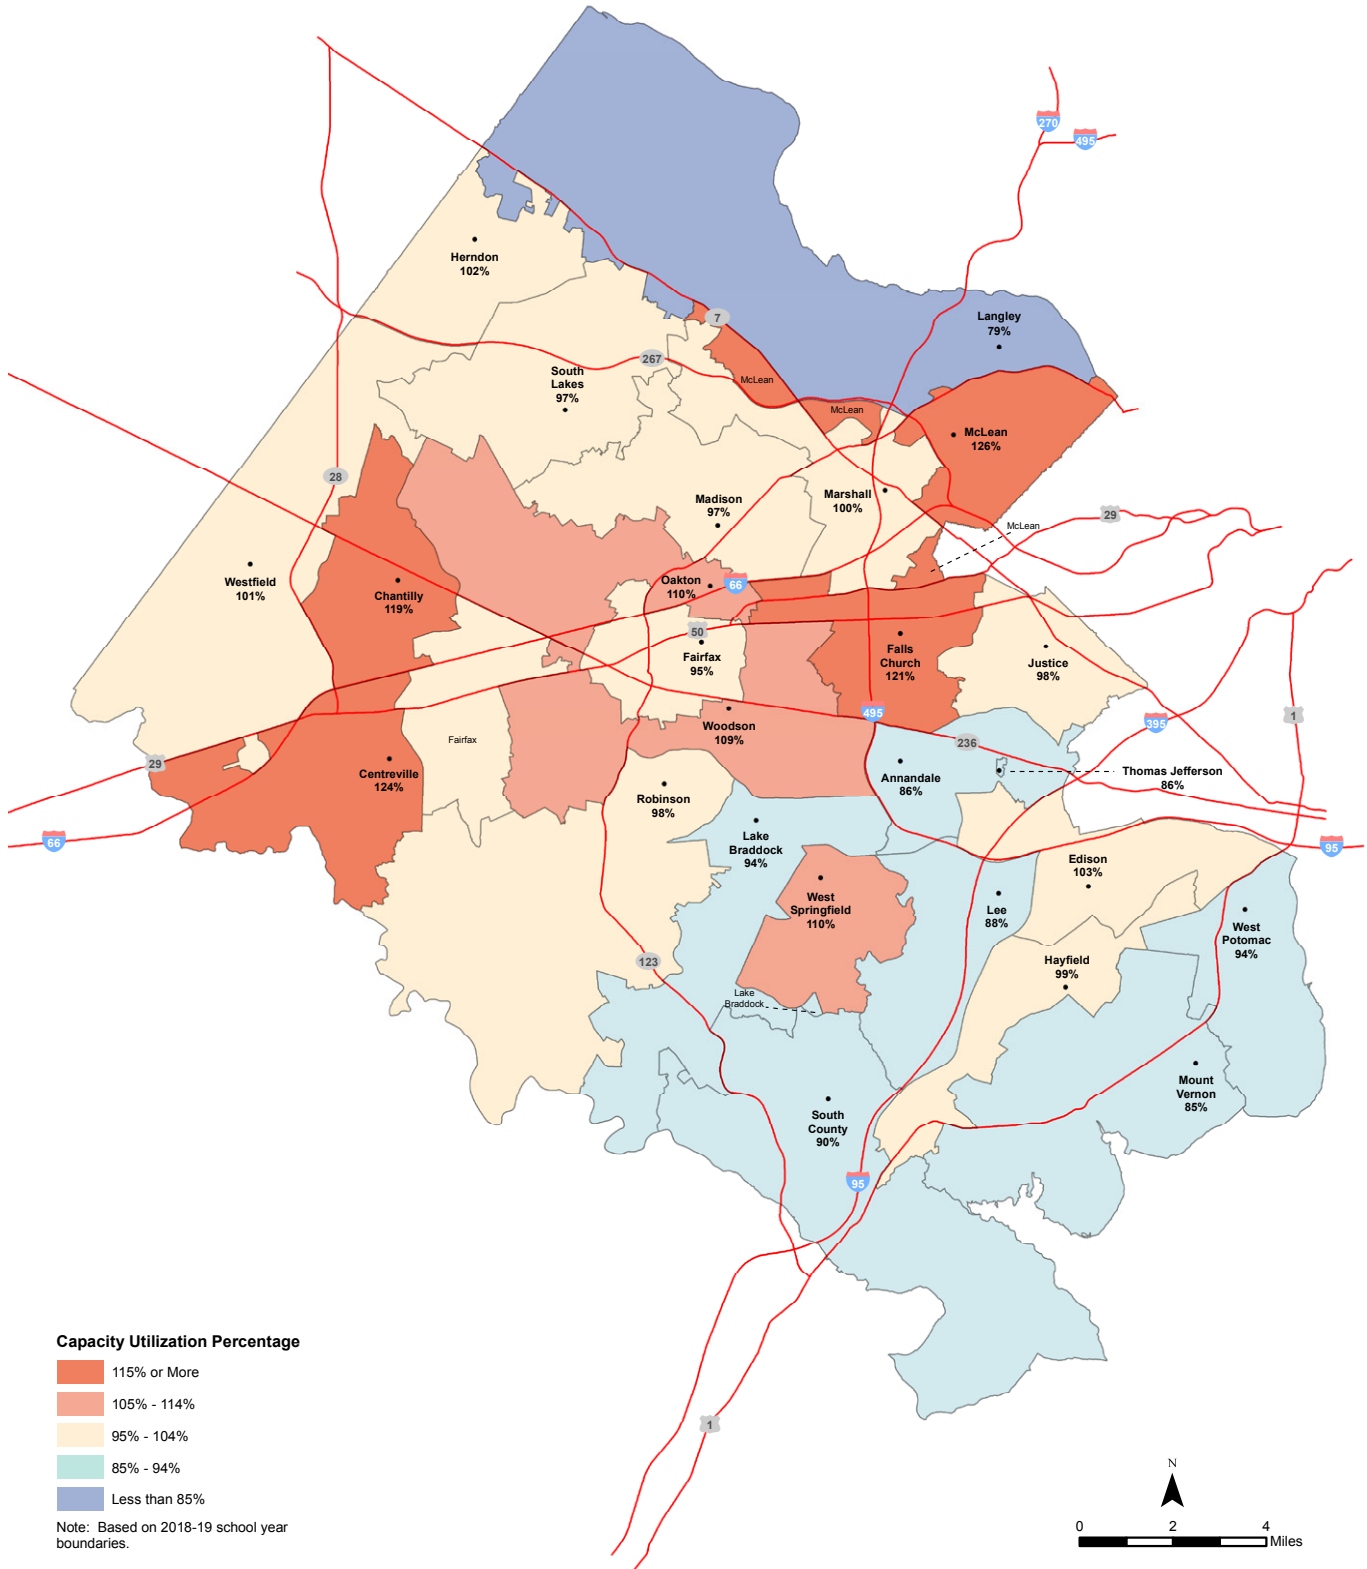 270
495
Herndon
102%
Langley
79%
7
267
South
Lakes
97%
McLean
McLean
McLean
126%
28
Madison
97%
Marshall
100%
29
McLean
Westfield
101%
Chantilly
119%
Oakton
110%
66
50
Fairfax
95%
Falls
Church
121%
Justice
98%
Woodson
109%
495
395
1
Fairfax
236
29
Centreville
124%
Annandale
86%
Thomas Jefferson
86%
Robinson
98%
66
Lake
Braddock
94%
95
Edison
103%
West
Springfield
110%
Lee
88%
West
Potomac
94%
123
Hayfield
99%
Lake
Braddock
Mount
Vernon
85%
South
County
90%
95
1
Capacity Utilization Percentage
115% or More
105% - 114%
95% - 104%
85% - 94%
Less than 85%
Note:  Based on 2018-19 school year
boundaries.
N
0 2 4
Miles